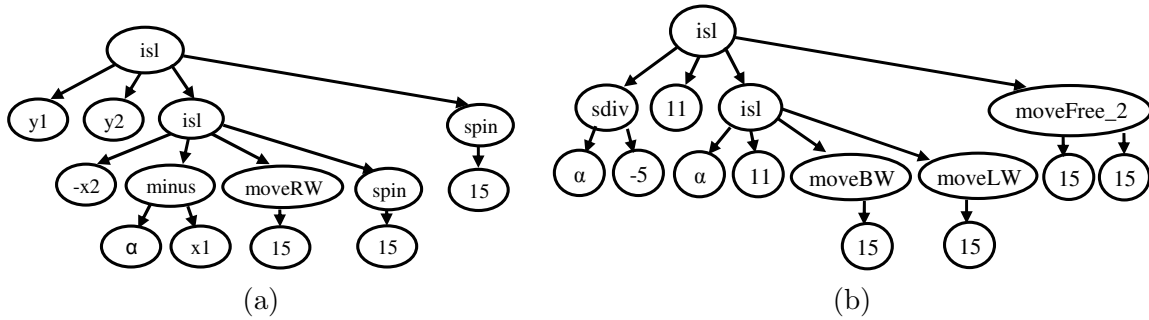 isl
y1 y2 isl spin
-x2 minus moveRW spin 15
α x1 15 15
(a)
isl
sdiv 11 isl moveFree_2
α -5 α 11 moveBW moveLW 15 15
15 15
(b)